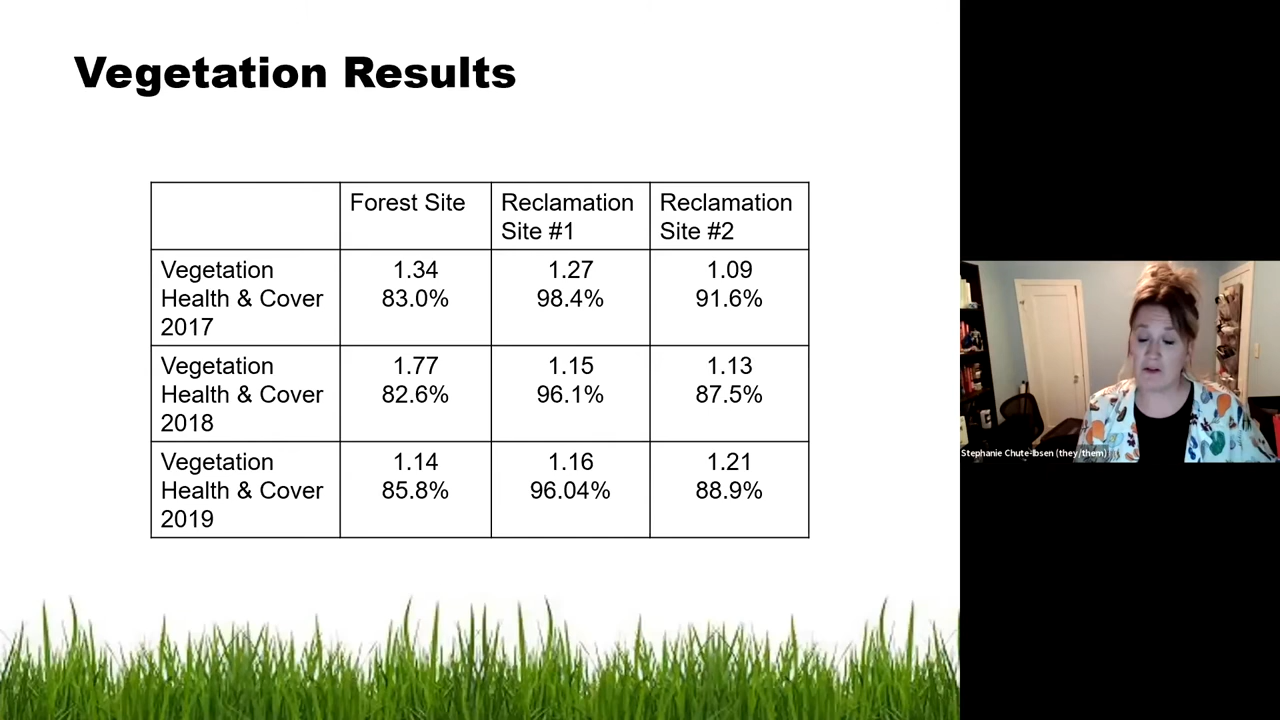 Vegetation Results
Forest Site
Reclamation
Site #1
Reclamation
Site #2
Vegetation
Health & Cover
2017
1.34
83.0%
1.27
98.4%
1.09
91.6%
Vegetation
Health & Cover
2018
1.77
82.6%
1.15
96.1%
1.13
87.5%
Vegetation
Health & Cover
2019
1.14
85.8%
1.16
96.04%
1.21
88.9%
Stephanie Chute-Ibsen (they/them)